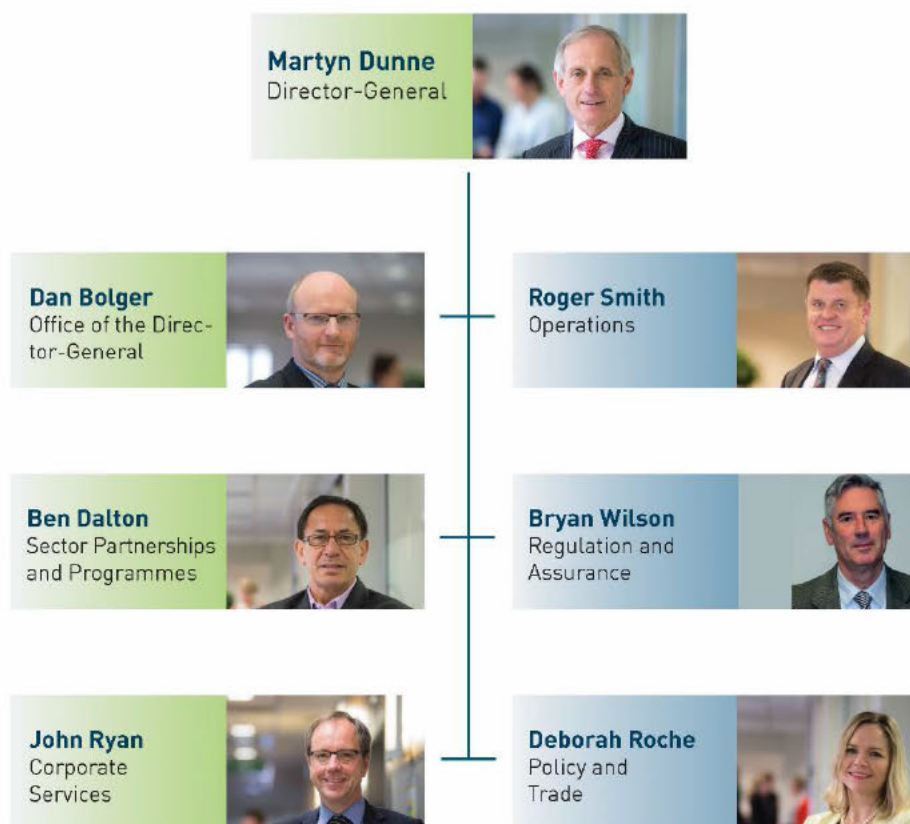 Martyn Dunne
Director-General
Dan Bolger
Office of the Direc-
tor-General
Roger Smith
Operations
Ben Dalton
Sector Partnerships
and Programmes
Bryan Wilson
Regulation and
Assurance
John Ryan
Corporate
Services
Deborah Roche
Policy and
Trade